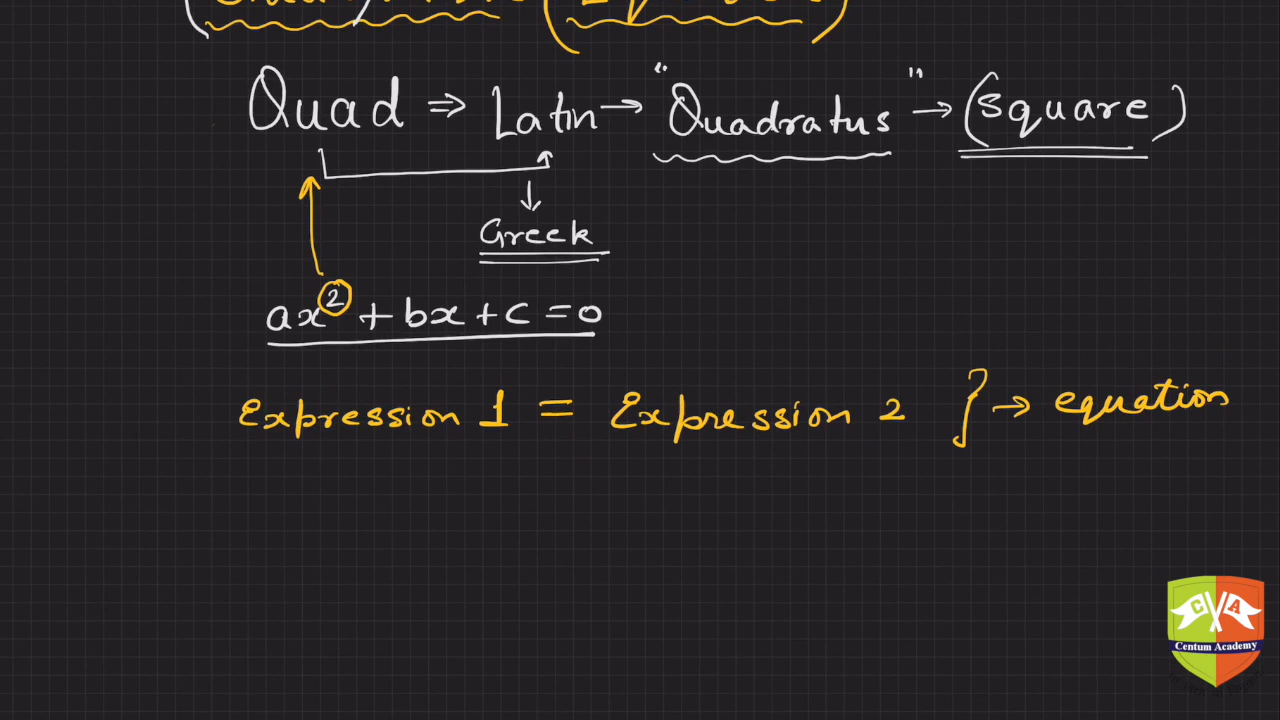 Quad ⇒ Latin → "Quadratus" → (square)
↓
Greek
ax² + bx + c = 0
Expression 1 = Expression 2 } → equation
C A
Centum Academy